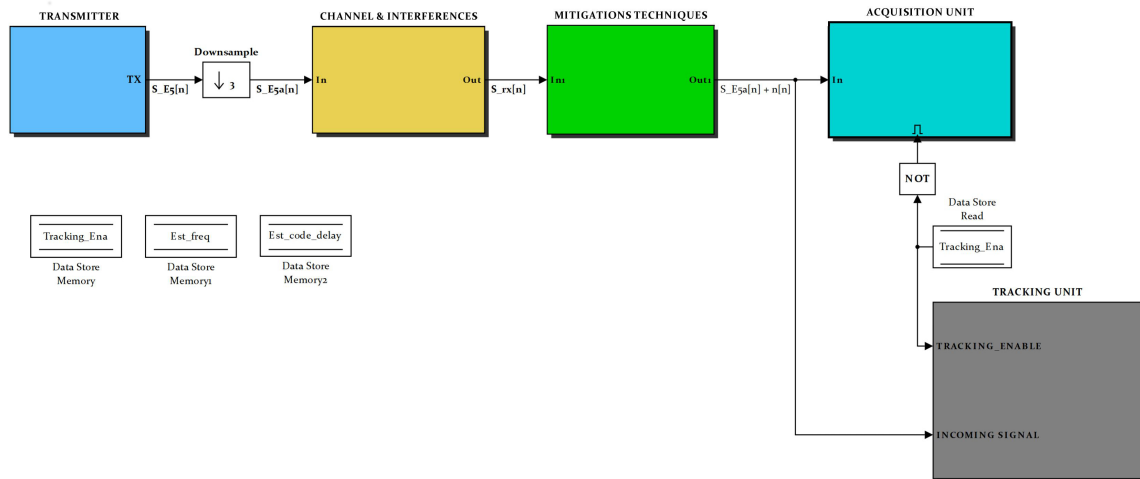 TRANSMITTER
CHANNEL & INTERFERENCES
MITIGATIONS TECHNIQUES
ACQUISITION UNIT
Downsample
TX
3
In
Out
In1
Out1
In
S_E5[n]
S_E5a[n]
S_rx[n]
S_E5a[n] + n[n]
NOT
Data Store
Read
Tracking_Ena
Tracking_Ena
Est_freq
Est_code_delay
Data Store
Memory
Data Store
Memory1
Data Store
Memory2
TRACKING UNIT
TRACKING_ENABLE
INCOMING SIGNAL